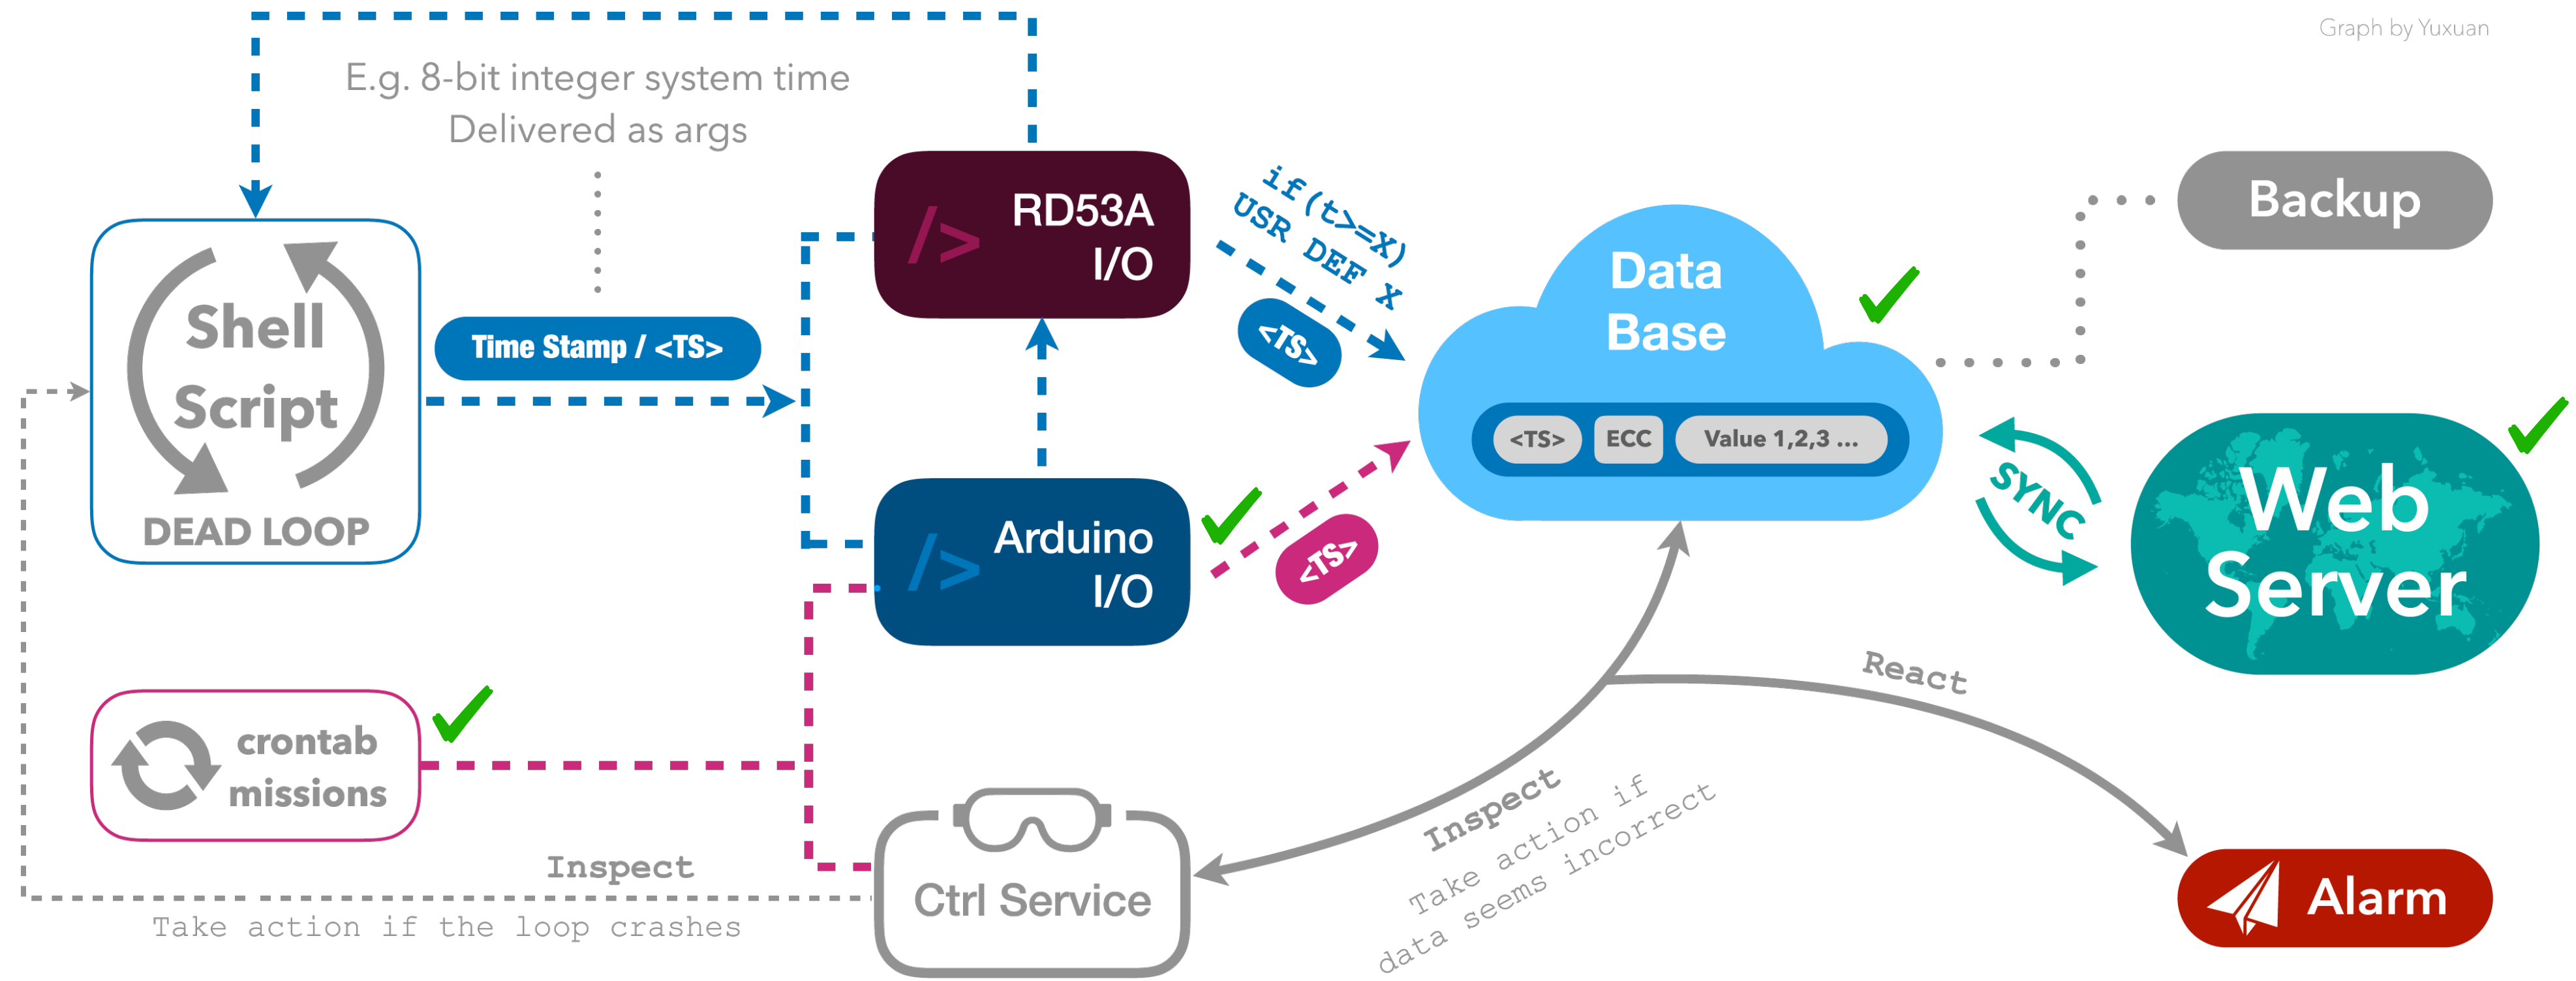 Graph by Yuxuan
E.g. 8-bit integer system time
Delivered as args
Shell
Script
DEAD LOOP
Time Stamp / <TS>
/> RD53A
I/O
if(t>=X)
USR DEF X
<TS>
Data
Base
<TS> ECC Value 1,2,3 ...
Backup
/> Arduino
I/O
<TS>
SYNC
Web
Server
crontab
missions
Inspect
Take action if the loop crashes
Ctrl Service
Inspect
Take action if
data seems incorrect
React
Alarm